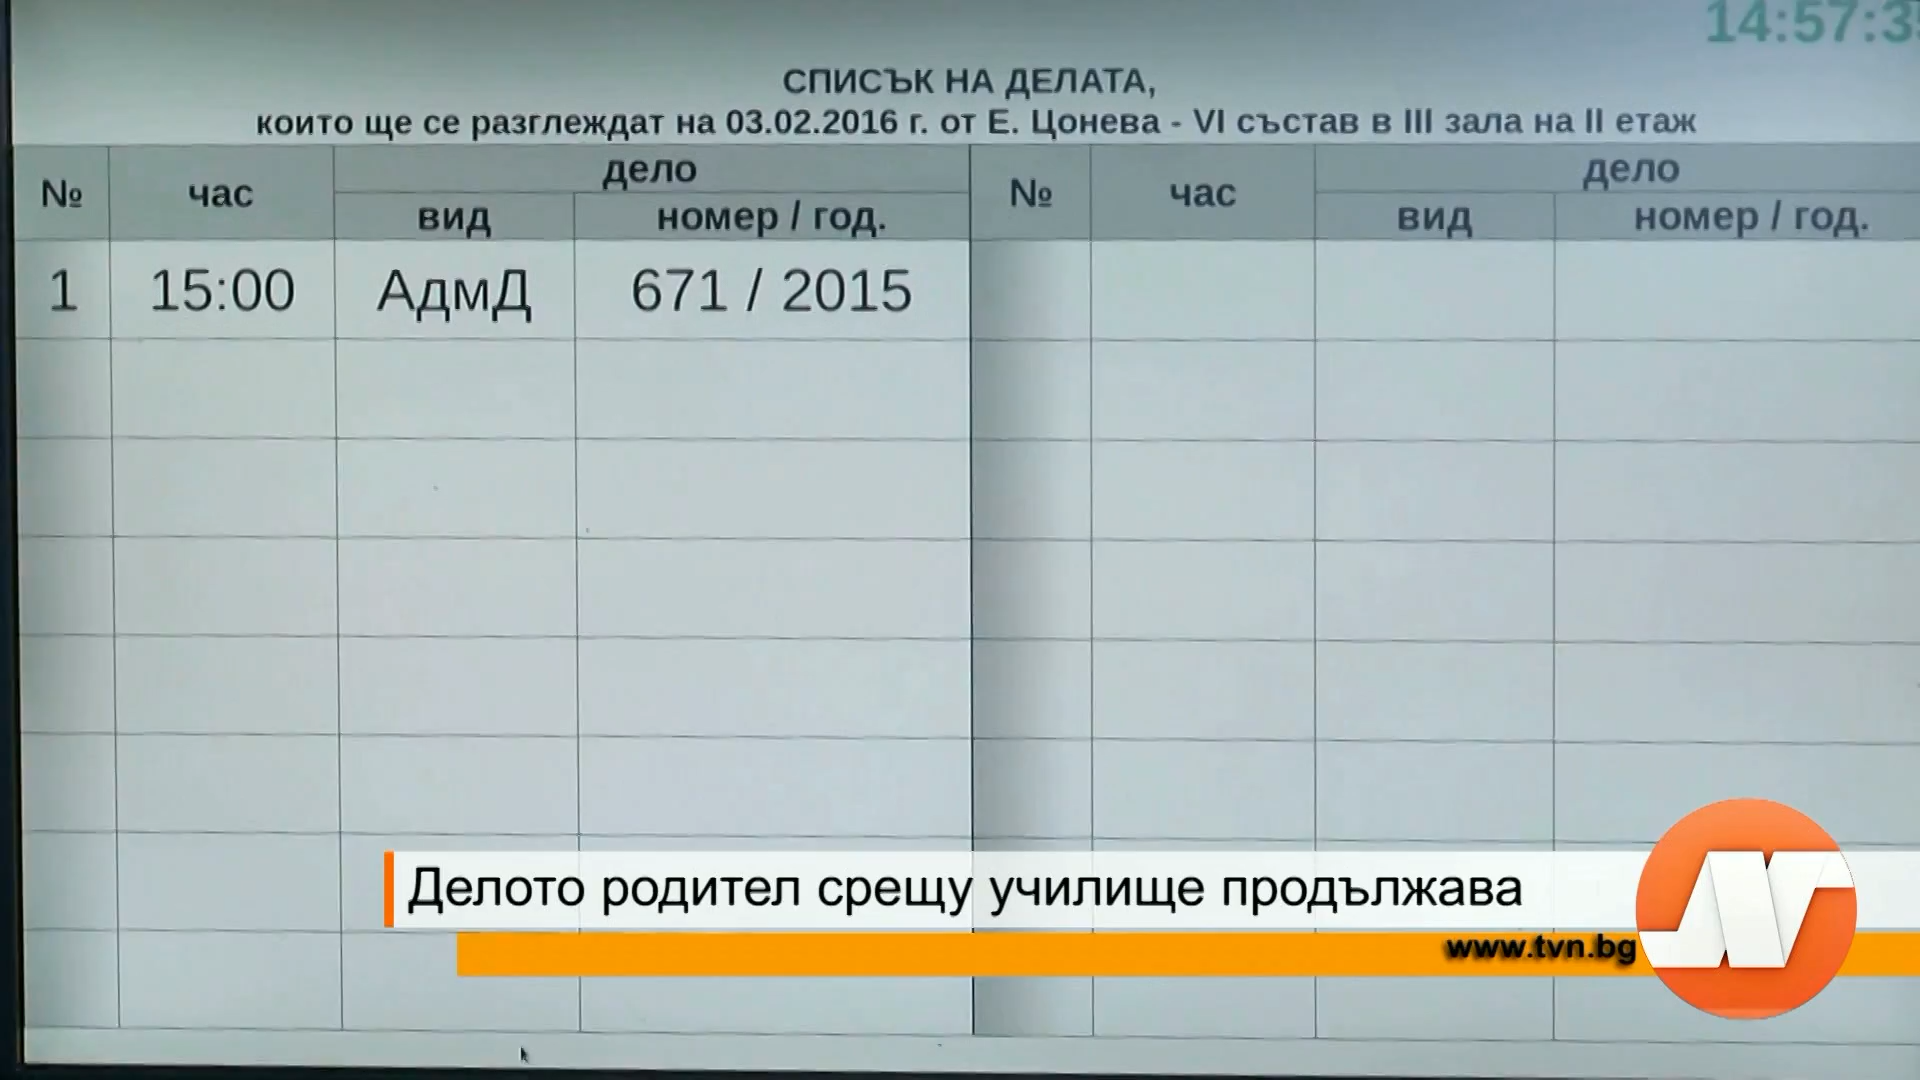 14:57:3
СПИСЪК НА ДЕЛАТА,
които ще се разглеждат на 03.02.2016 г. от Е. Цонева - VI състав в III зала на II етаж
№ час дело № час дело
вид номер / год. вид номер / год.
1 15:00 АдмД 671 / 2015
Делото родител срещу училище продължава
www.tvn.bg